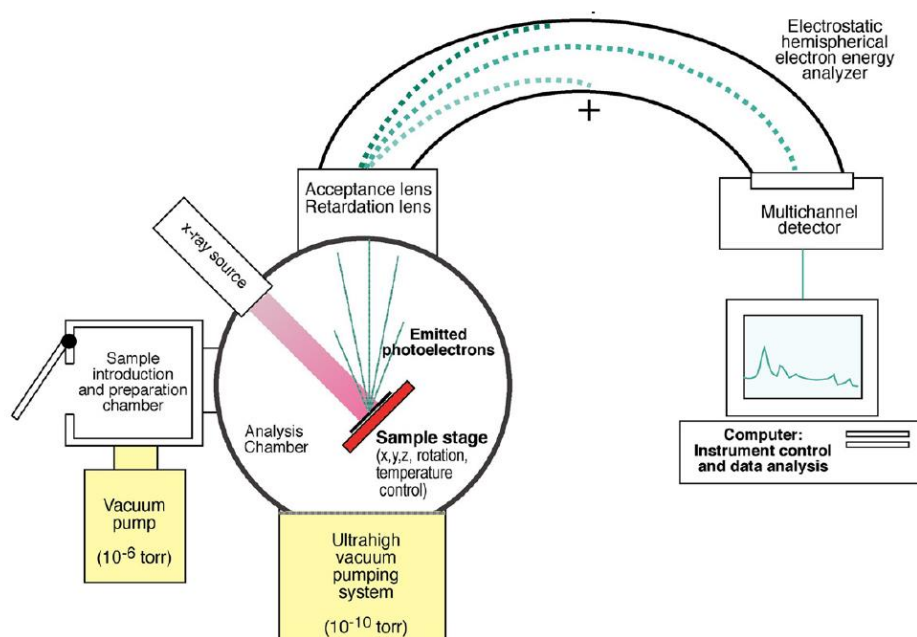 Electrostatic
hemispherical
electron energy
analyzer
+
Acceptance lens
Retardation lens
Multichannel
detector
x-ray source
Emitted
photoelectrons
Sample
introduction
and preparation
chamber
Analysis
Chamber
Sample stage
(x,y,z, rotation,
temperature
control)
Computer:
Instrument control
and data analysis
Vacuum
pump
(10-6 torr)
Ultrahigh
vacuum
pumping
system
(10-10 torr)